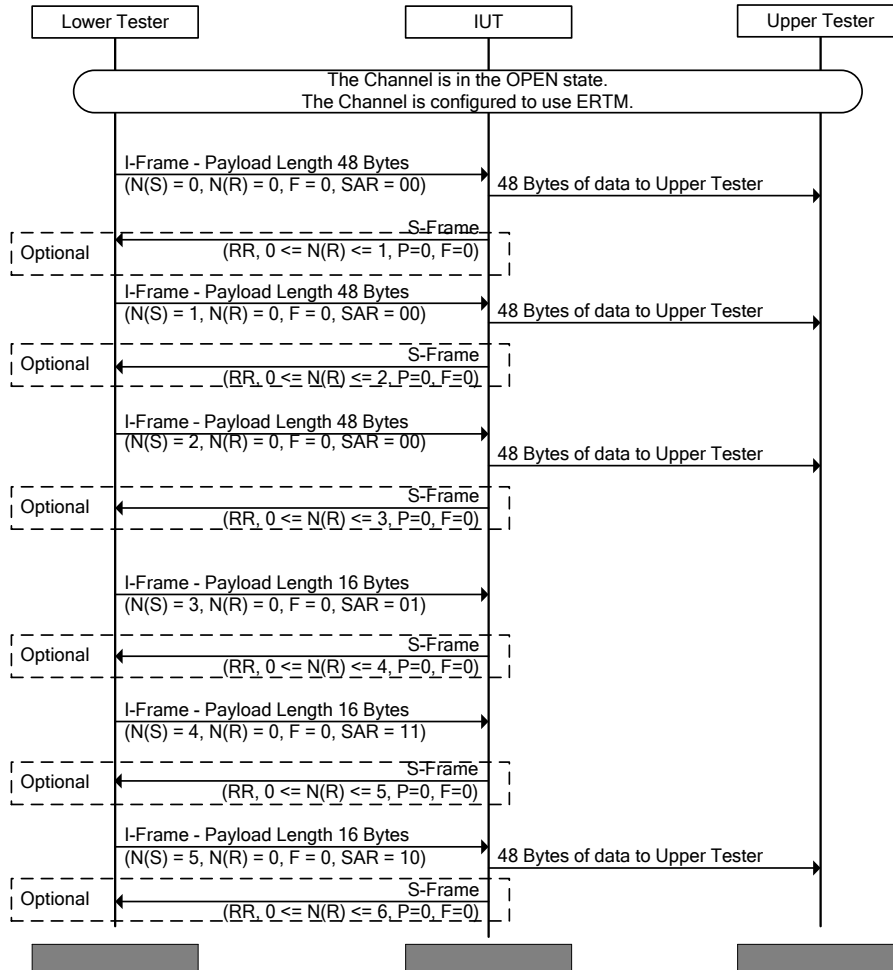 Lower Tester
IUT
Upper Tester
The Channel is in the OPEN state.
The Channel is configured to use ERTM.
I-Frame - Payload Length 48 Bytes
(N(S) = 0, N(R) = 0, F = 0, SAR = 00)
48 Bytes of data to Upper Tester
Optional
S-Frame
(RR, 0 <= N(R) <= 1, P=0, F=0)
I-Frame - Payload Length 48 Bytes
(N(S) = 1, N(R) = 0, F = 0, SAR = 00)
48 Bytes of data to Upper Tester
Optional
S-Frame
(RR, 0 <= N(R) <= 2, P=0, F=0)
I-Frame - Payload Length 48 Bytes
(N(S) = 2, N(R) = 0, F = 0, SAR = 00)
48 Bytes of data to Upper Tester
Optional
S-Frame
(RR, 0 <= N(R) <= 3, P=0, F=0)
I-Frame - Payload Length 16 Bytes
(N(S) = 3, N(R) = 0, F = 0, SAR = 01)
Optional
S-Frame
(RR, 0 <= N(R) <= 4, P=0, F=0)
I-Frame - Payload Length 16 Bytes
(N(S) = 4, N(R) = 0, F = 0, SAR = 11)
Optional
S-Frame
(RR, 0 <= N(R) <= 5, P=0, F=0)
I-Frame - Payload Length 16 Bytes
(N(S) = 5, N(R) = 0, F = 0, SAR = 10)
48 Bytes of data to Upper Tester
Optional
S-Frame
(RR, 0 <= N(R) <= 6, P=0, F=0)